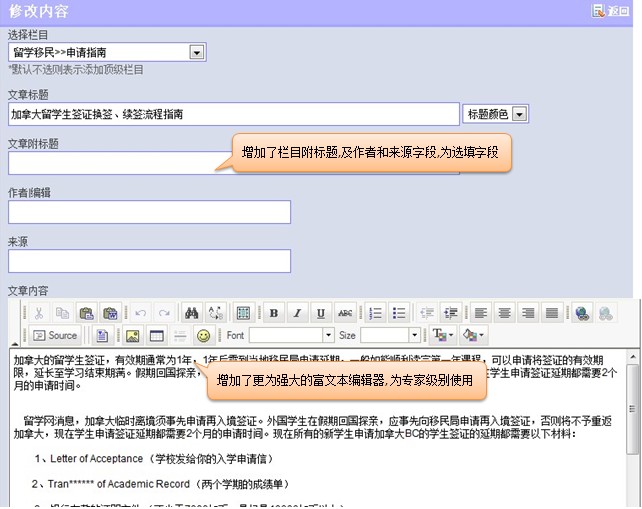 修改内容
返回
选择栏目
留学移民>>申请指南
*默认不选则表示添加顶级栏目
文章标题
加拿大留学生签证换签、续签流程指南
标题颜色
文章附标题
增加了栏目附标题,及作者和来源字段,为选填字段
作者|编辑
来源
文章内容
B I U ABC
Source
Font
Size
加拿大的留学生签证，有效期通常为1年，1年后需到当地移民局申请延期；一般如能顺利读完第一年课程，可以申请将签证的有效期
限，延长至学习结束期满。假期回国探亲，
学生申请签证延期都需要2个
月的申请时间。
增加了更为强大的富文本编辑器,为专家级别使用
留学网消息，加拿大临时离境须事先申请再入境签证。外国学生在假期回国探亲，应事先向移民局申请再入境签证，否则将不予重返
加拿大，现在学生申请签证延期都需要2个月的申请时间。现在所有的新学生申请加拿大BC的学生签证的延期都需要以下材料：
1、Letter of Acceptance（学校发给你的入学申请信）
2、Tran****** of Academic Record（两个学期的成绩单）